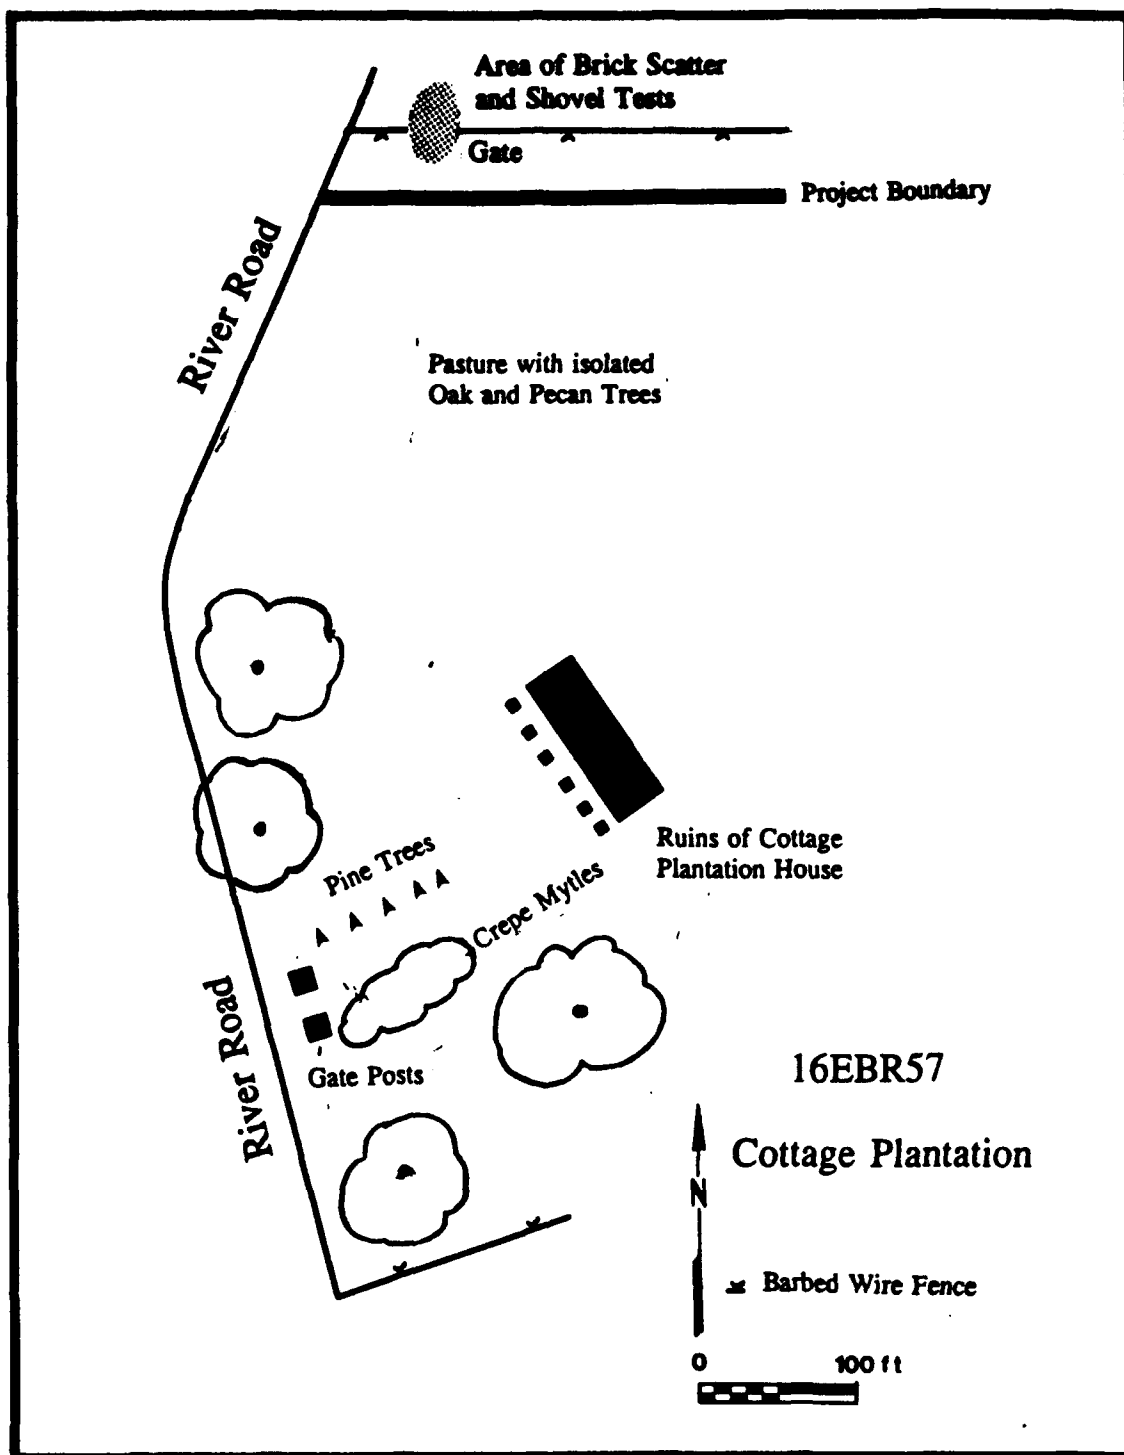 Area of Brick Scatter
and Shovel Tests
Gate
Project Boundary
River Road
Pasture with isolated
Oak and Pecan Trees
Ruins of Cottage
Plantation House
Pine Trees
Crepe Mytles
River Road
Gate Posts
16EBR57
Cottage Plantation
N
Barbed Wire Fence
0 100 ft